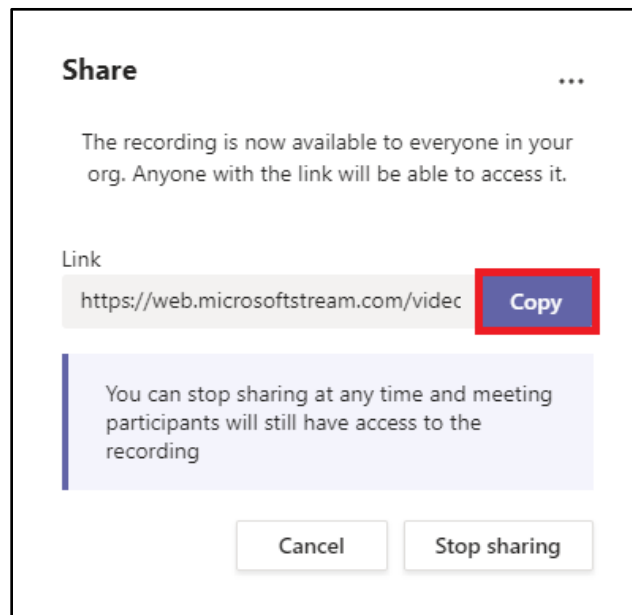 Share
...
The recording is now available to everyone in your
org. Anyone with the link will be able to access it.
Link
https://web.microsoftstream.com/videc
Copy
You can stop sharing at any time and meeting
participants will still have access to the
recording
Cancel
Stop sharing